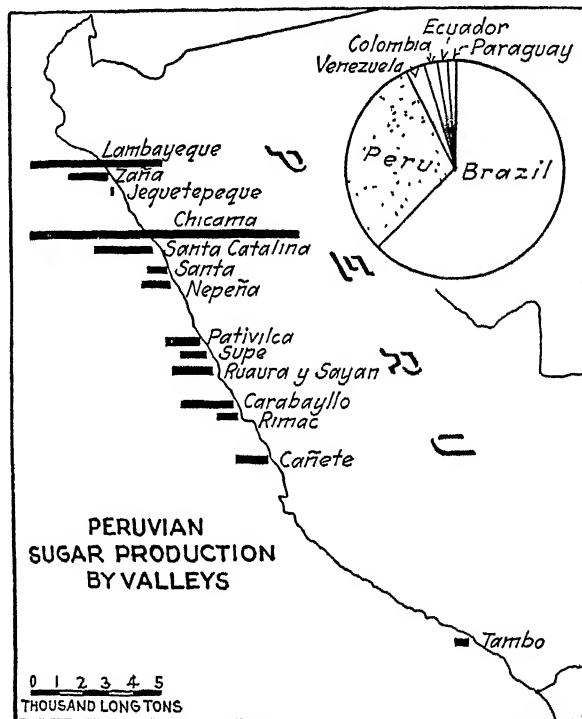 Ecuador
Colombia
Paraguay
Venezuela
Peru
Brazil
Lambayeque
Zaña
Jequetepeque
Chicama
Santa Catalina
Santa
Nepeña
Pativilca
Supe
Ruaura y Sayan
Carabayllo
Rimac
Cañete
PERUVIAN
SUGAR PRODUCTION
BY VALLEYS
Tambo
0 1 2 3 4 5
THOUSAND LONG TONS